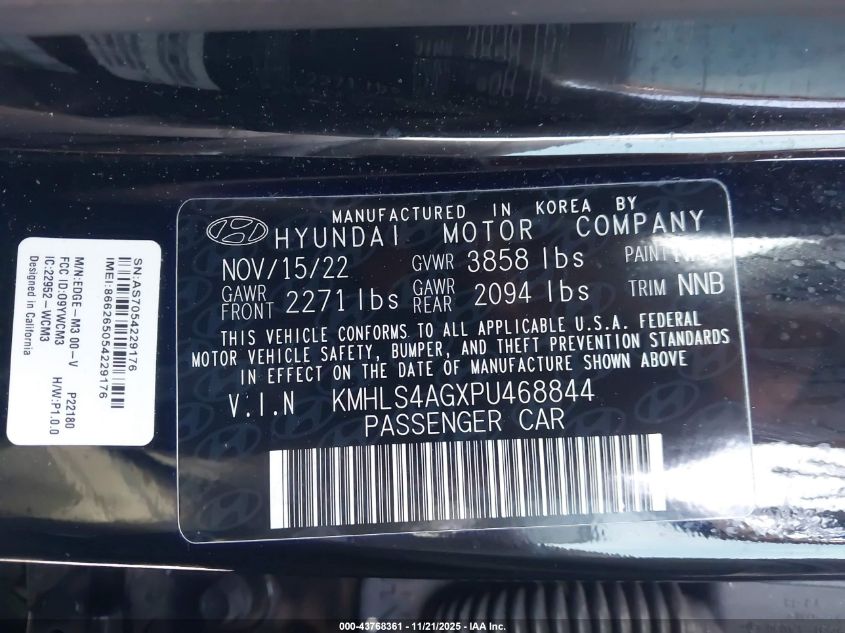 MANUFACTURED IN KOREA BY
HYUNDAI MOTOR COMPANY
NOV/15/22 GVWR 3858 lbs PAINT
GAWR FRONT 2271 lbs GAWR REAR 2094 lbs TRIM NNB
THIS VEHICLE CONFORMS TO ALL APPLICABLE U.S.A. FEDERAL
MOTOR VEHICLE SAFETY, BUMPER, AND THEFT PREVENTION STANDARDS
IN EFFECT ON THE DATE OF MANUFACTURE SHOWN ABOVE
V.I.N KMHLS4AGXPU468844
PASSENGER CAR
SN:AS7054229176
IMEI:866265054229176
M/N:EDGE-M3 00-V P22180
FCC ID:O9YWCM3 H/W:P1.0.0
IC:22952-WCM3
Designed in California
000-43768361 - 11/21/2025 - IAA Inc.